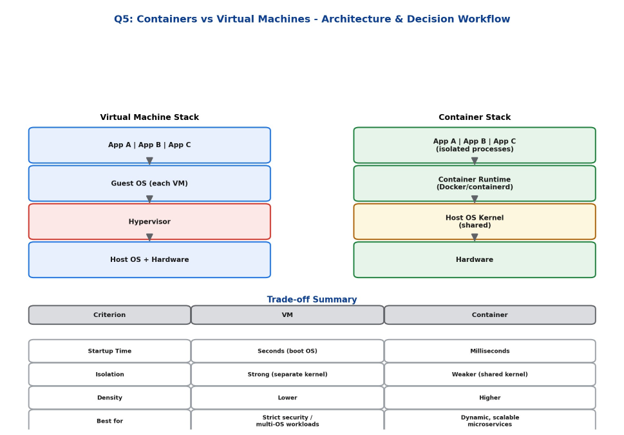 Q5: Containers vs Virtual Machines - Architecture & Decision Workflow
Virtual Machine Stack
App A | App B | App C
Guest OS (each VM)
Hypervisor
Host OS + Hardware
Container Stack
App A | App B | App C
(isolated processes)
Container Runtime
(Docker/containerd)
Host OS Kernel
(shared)
Hardware
Trade-off Summary
Criterion VM Container
Startup Time Seconds (boot OS) Milliseconds
Isolation Strong (separate kernel) Weaker (shared kernel)
Density Lower Higher
Best for Strict security / Dynamic, scalable
multi-OS workloads microservices